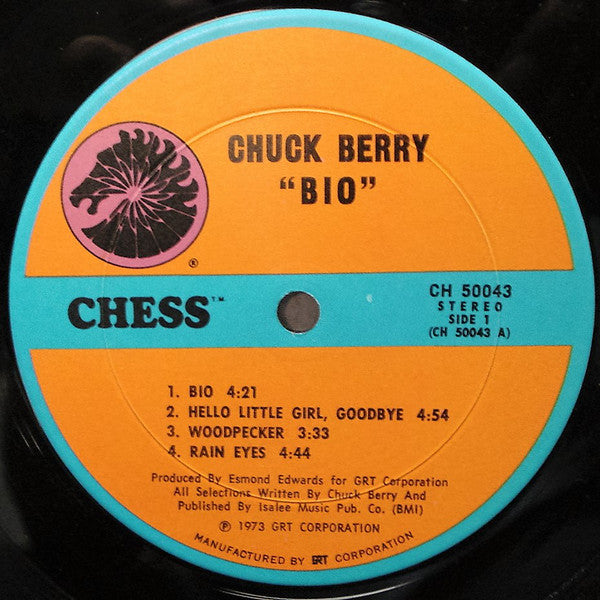 CHUCK BERRY
"BIO"
®
CHESS™
CH 50043
STEREO
SIDE 1
(CH 50043 A)
1. BIO 4:21
2. HELLO LITTLE GIRL, GOODBYE 4:54
3. WOODPECKER 3:33
4. RAIN EYES 4:44
Produced By Esmond Edwards for GRT Corporation
All Selections Written By Chuck Berry And
Published By Isalee Music Pub. Co. (BMI)
℗ 1973 GRT CORPORATION
MANUFACTURED BY GRT CORPORATION